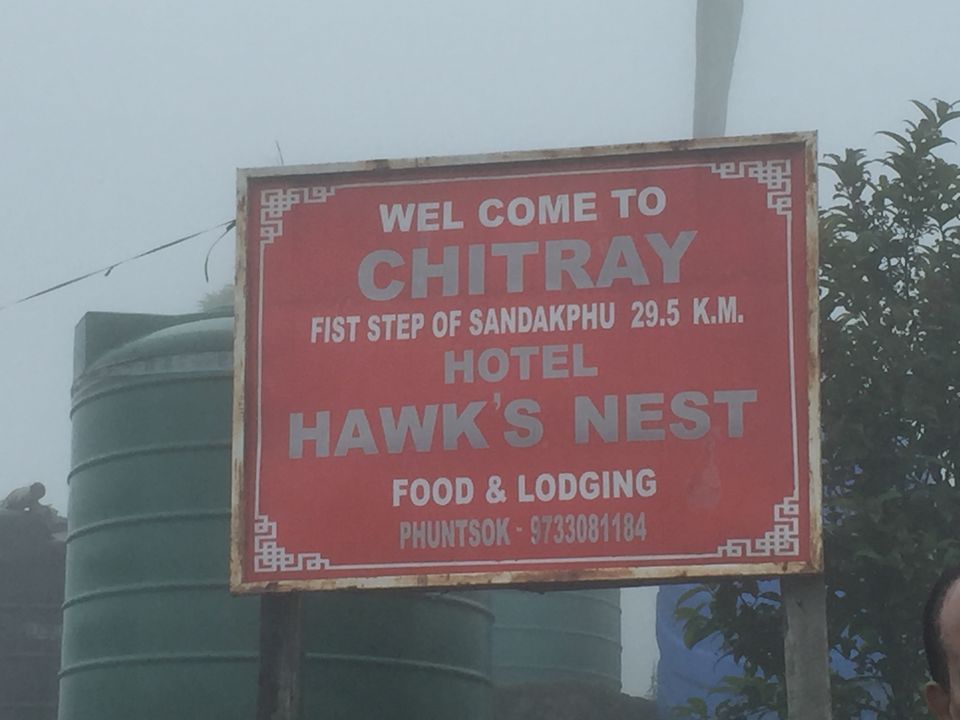 WEL COME TO
CHITRAY
FIST STEP OF SANDAKPHU 29.5 K.M.
HOTEL
HAWK'S NEST
FOOD & LODGING
PHUNTSOK - 9733081184